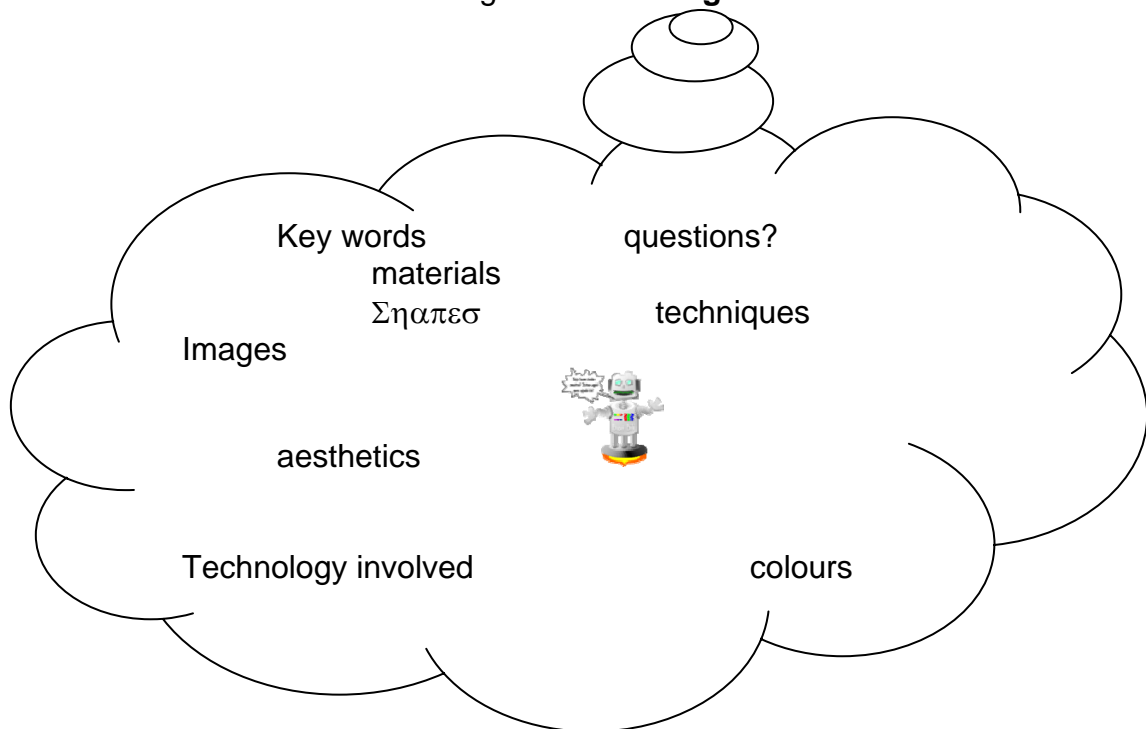 Key words questions?
materials
Σηαπεσ techniques
Images
aesthetics
Technology involved colours